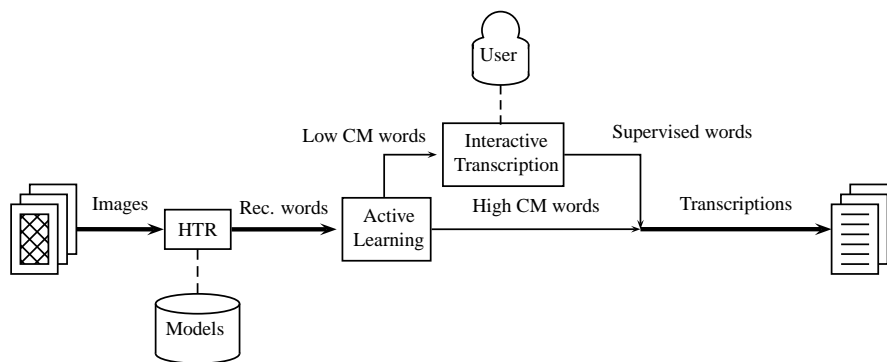 User
Low CM words
Interactive
Transcription
Supervised words
Images
HTR
Rec. words
Active
Learning
High CM words
Transcriptions
Models